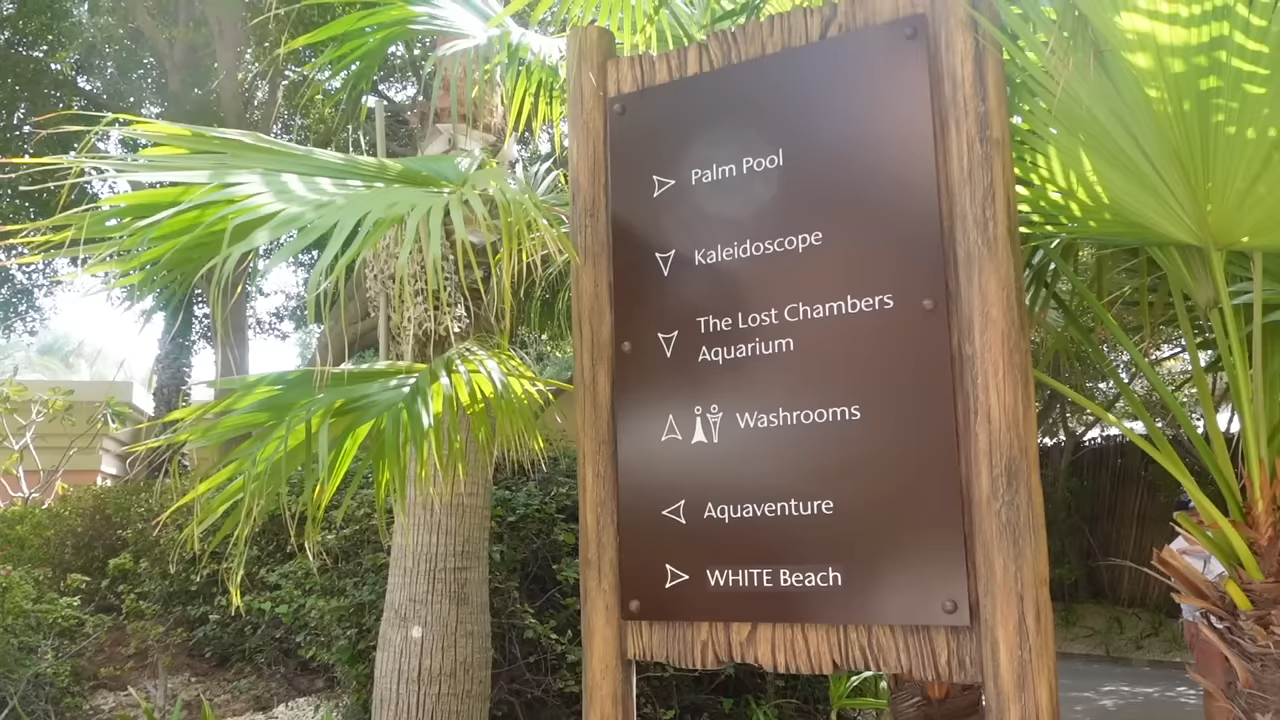 Palm Pool
Kaleidoscope
The Lost Chambers
Aquarium
Washrooms
Aquaventure
WHITE Beach